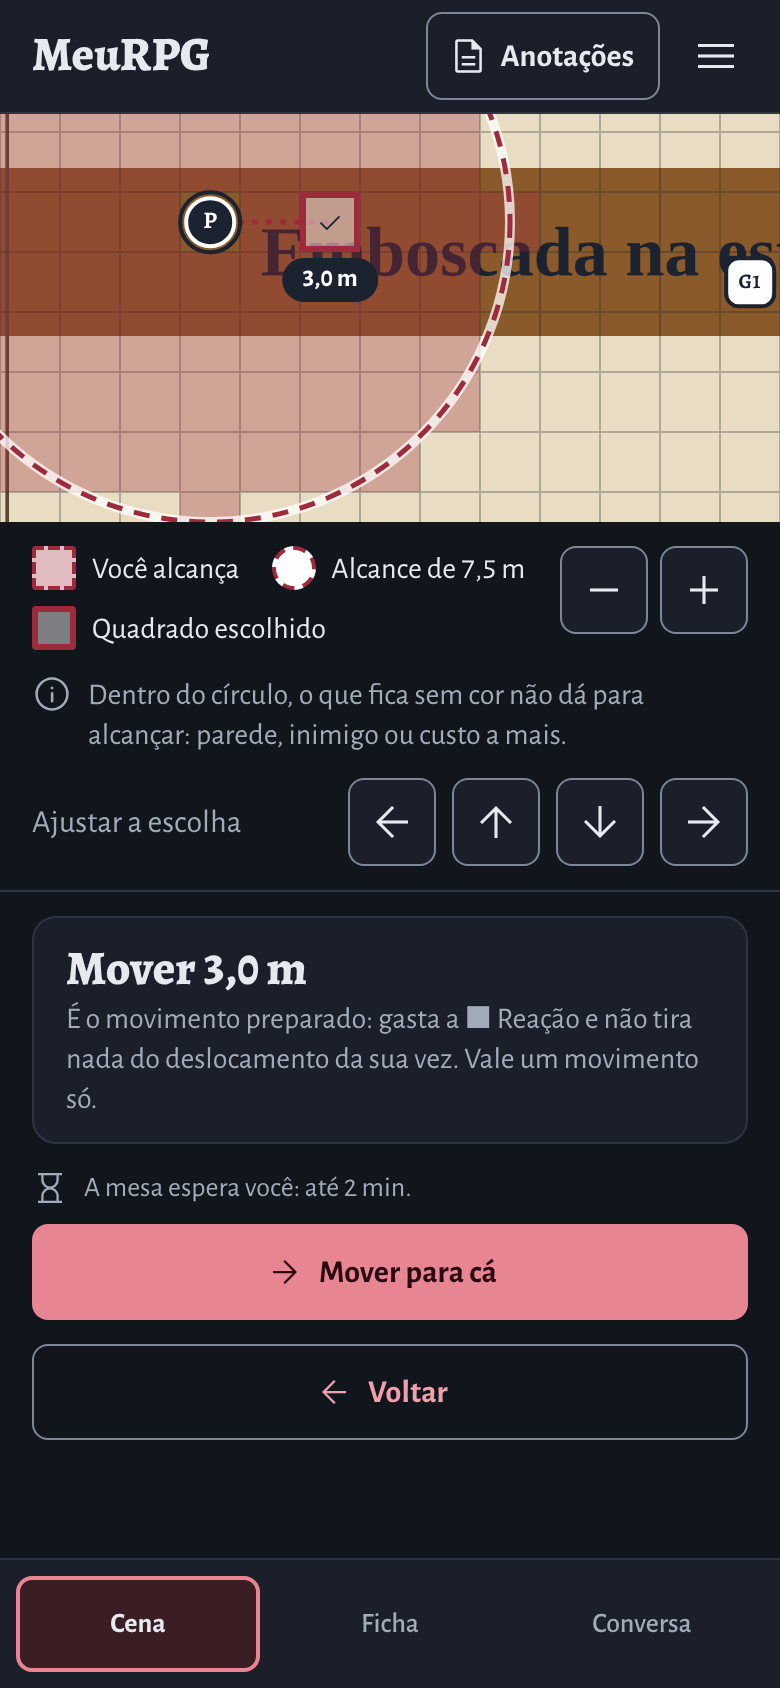 MeuRPG
Anotações
P
Emboscada na es
G1
3,0 m
Você alcança
Alcance de 7,5 m
Quadrado escolhido
Dentro do círculo, o que fica sem cor não dá para
alcançar: parede, inimigo ou custo a mais.
Ajustar a escolha
Mover 3,0 m
É o movimento preparado: gasta a ■ Reação e não tira
nada do deslocamento da sua vez. Vale um movimento
só.
A mesa espera você: até 2 min.
Mover para cá
Voltar
Cena
Ficha
Conversa